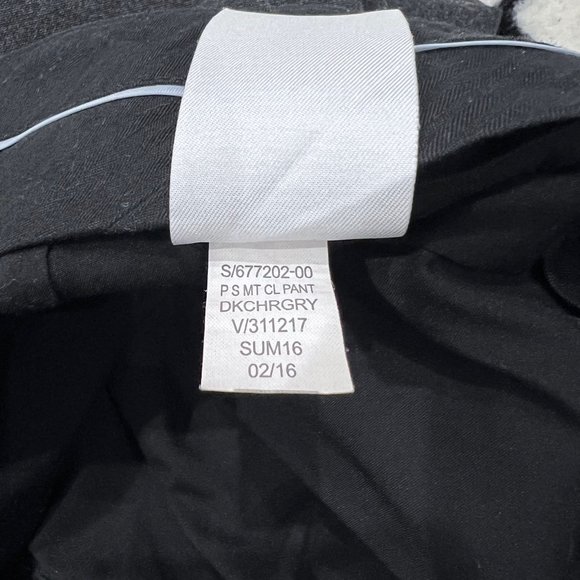 S/677202-00
P S MT CL PANT
DKCHRGRY
V/311217
SUM16
02/16